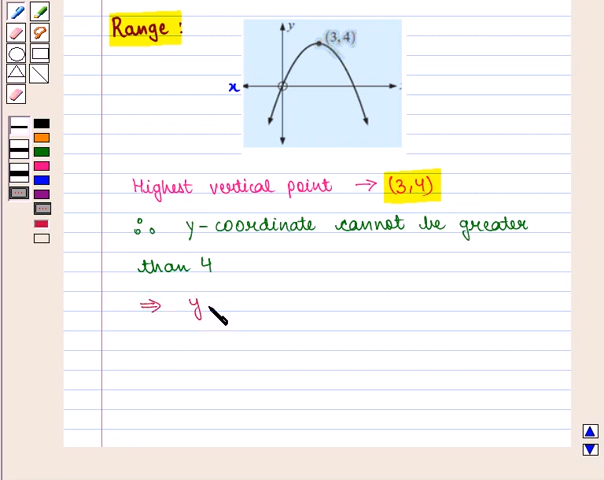 Range :
y
(3, 4)
x
Highest vertical point → (3,4)
∴ y-coordinate cannot be greater
than 4
⇒ y